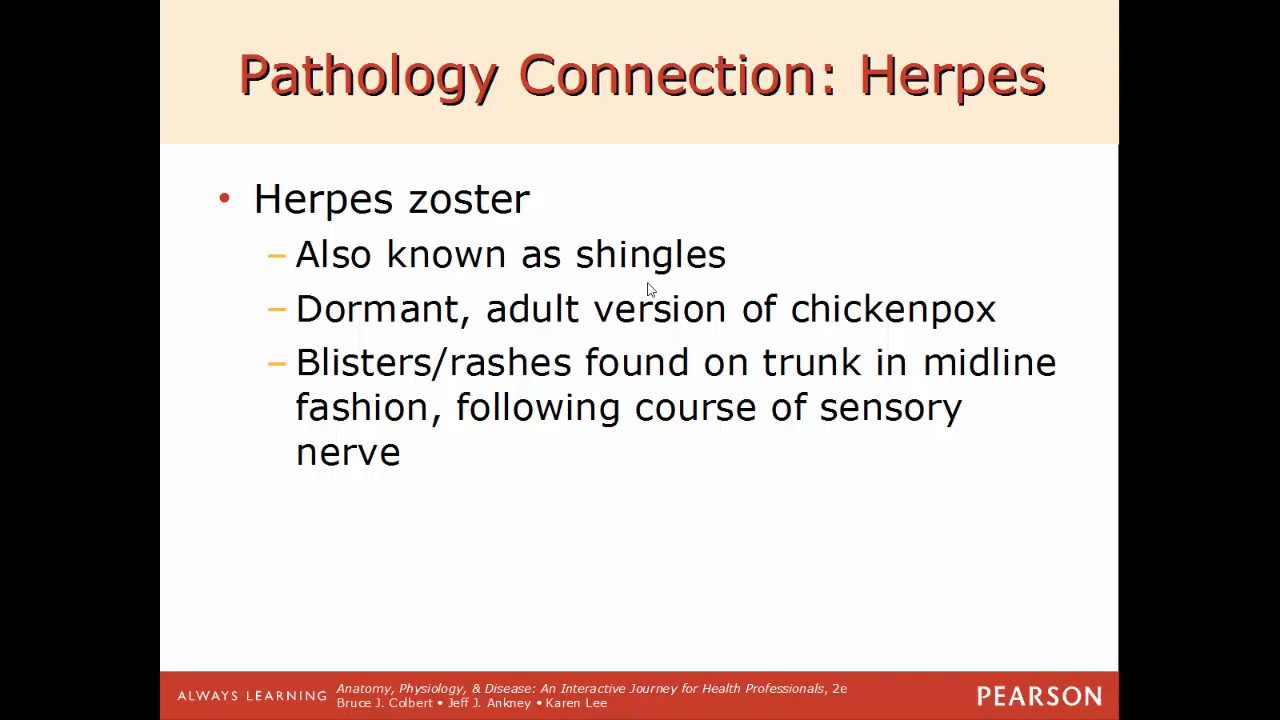 Pathology Connection: Herpes
• Herpes zoster
– Also known as shingles
– Dormant, adult version of chickenpox
– Blisters/rashes found on trunk in midline
fashion, following course of sensory
nerve
ALWAYS LEARNING
Anatomy, Physiology, & Disease: An Interactive Journey for Health Professionals, 2e
Bruce J. Colbert • Jeff J. Ankney • Karen Lee
PEARSON